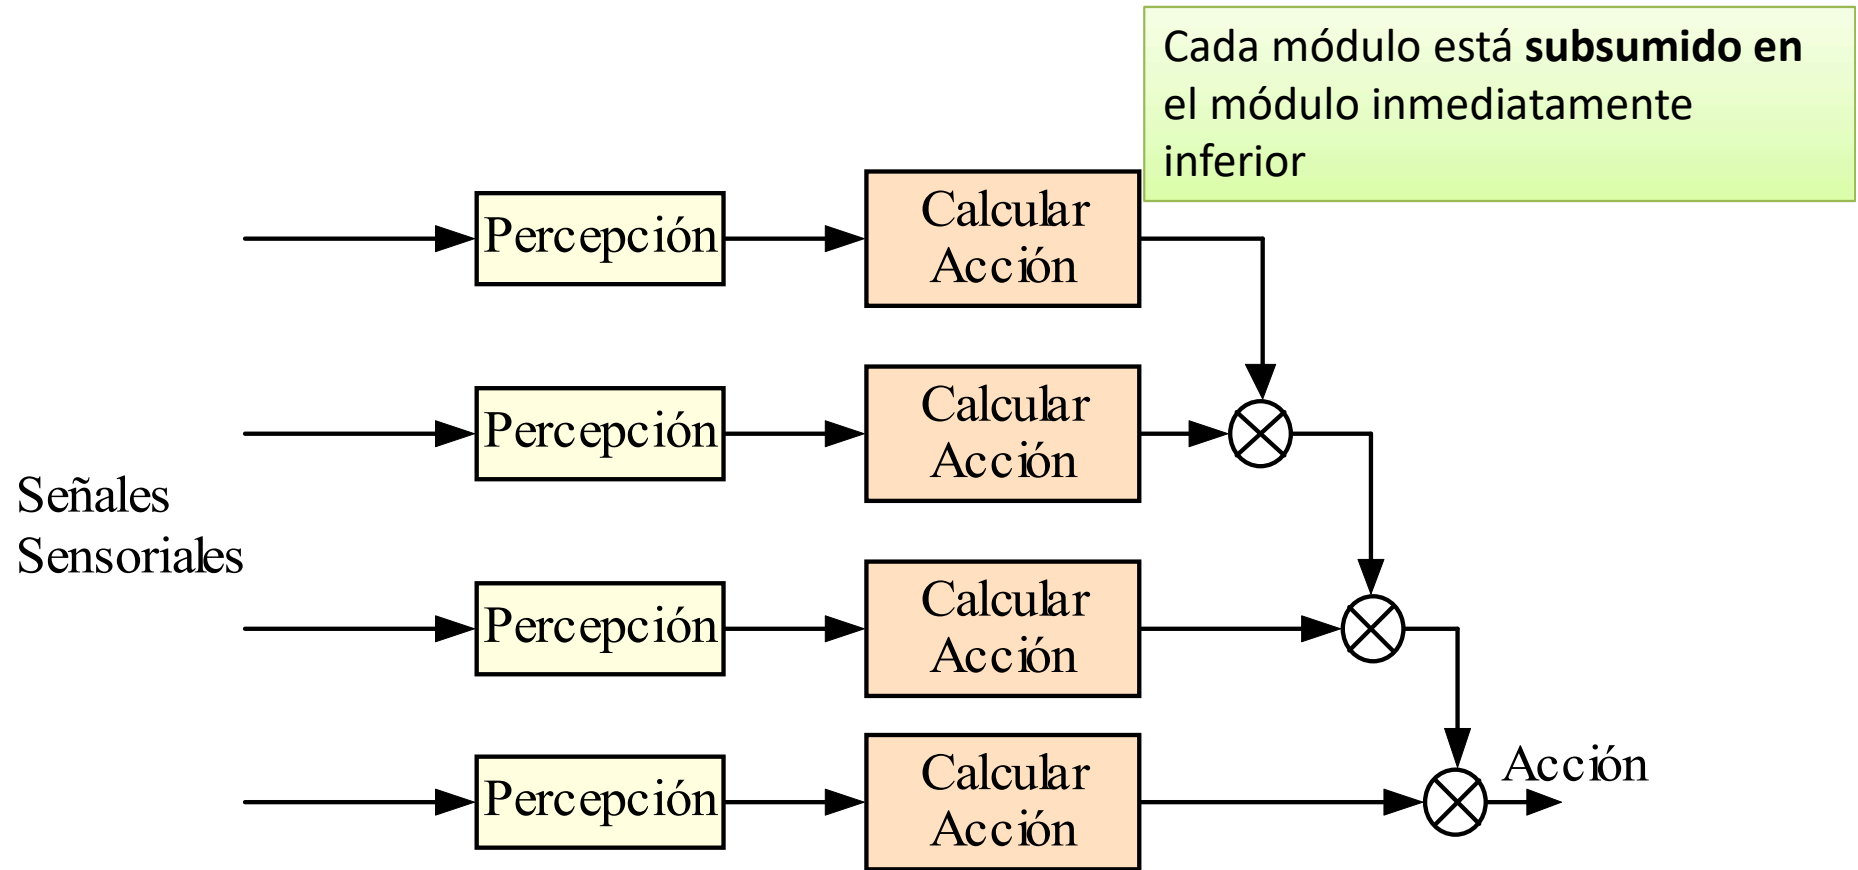 Cada módulo está subsumido en
el módulo inmediatamente
inferior
Percepción
Calcular
Acción
Percepción
Calcular
Acción
Señales
Sensoriales
Percepción
Calcular
Acción
Percepción
Calcular
Acción
Acción